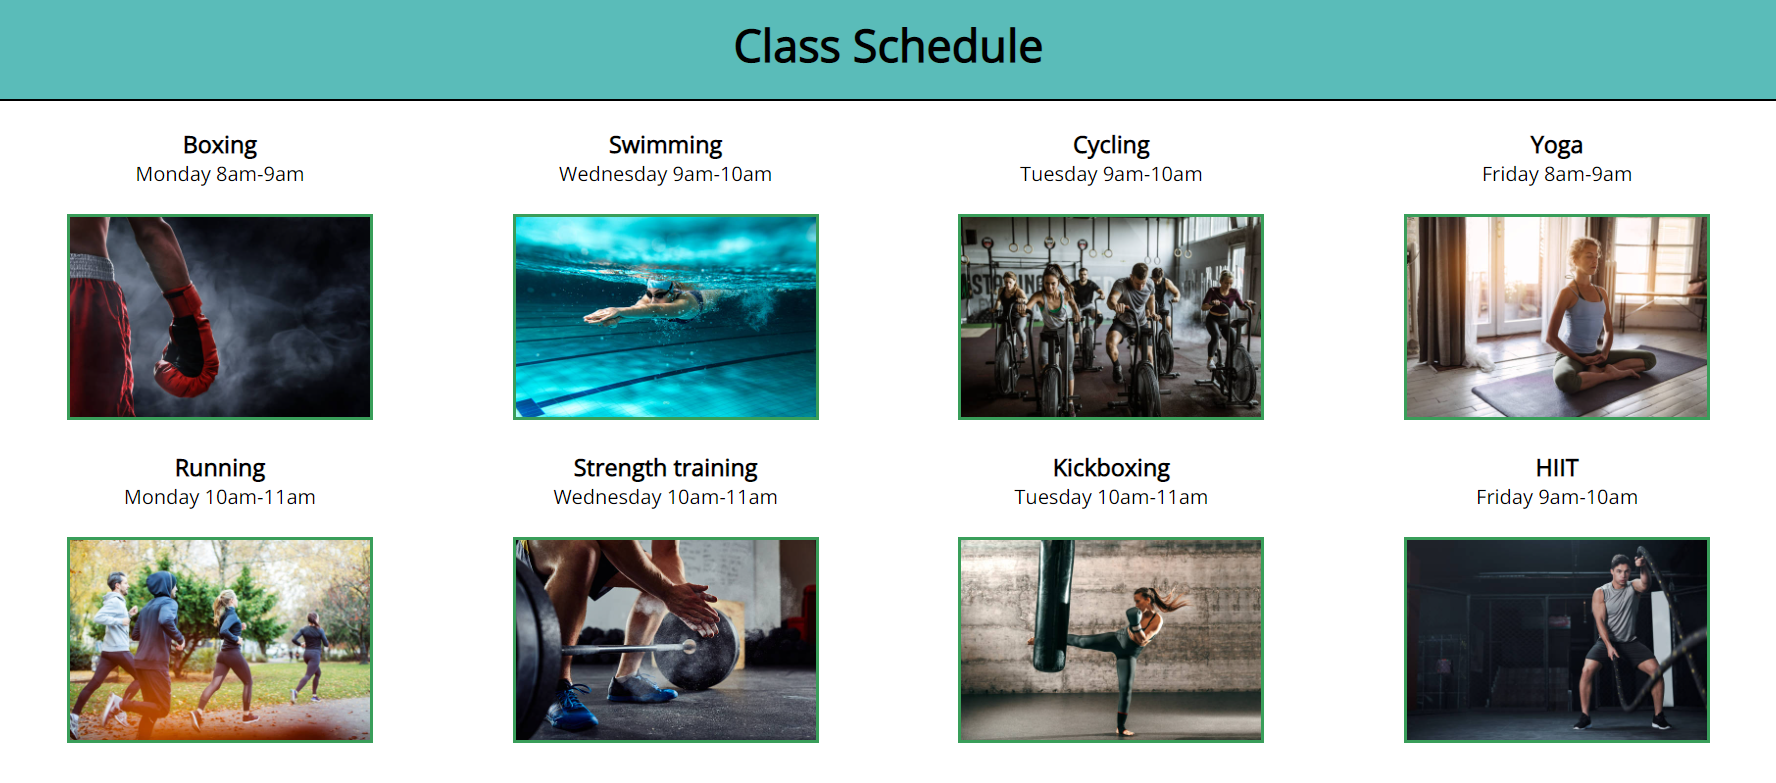 Class Schedule
Boxing
Monday 8am-9am
Swimming
Wednesday 9am-10am
Cycling
Tuesday 9am-10am
Yoga
Friday 8am-9am
Running
Monday 10am-11am
Strength training
Wednesday 10am-11am
Kickboxing
Tuesday 10am-11am
HIIT
Friday 9am-10am